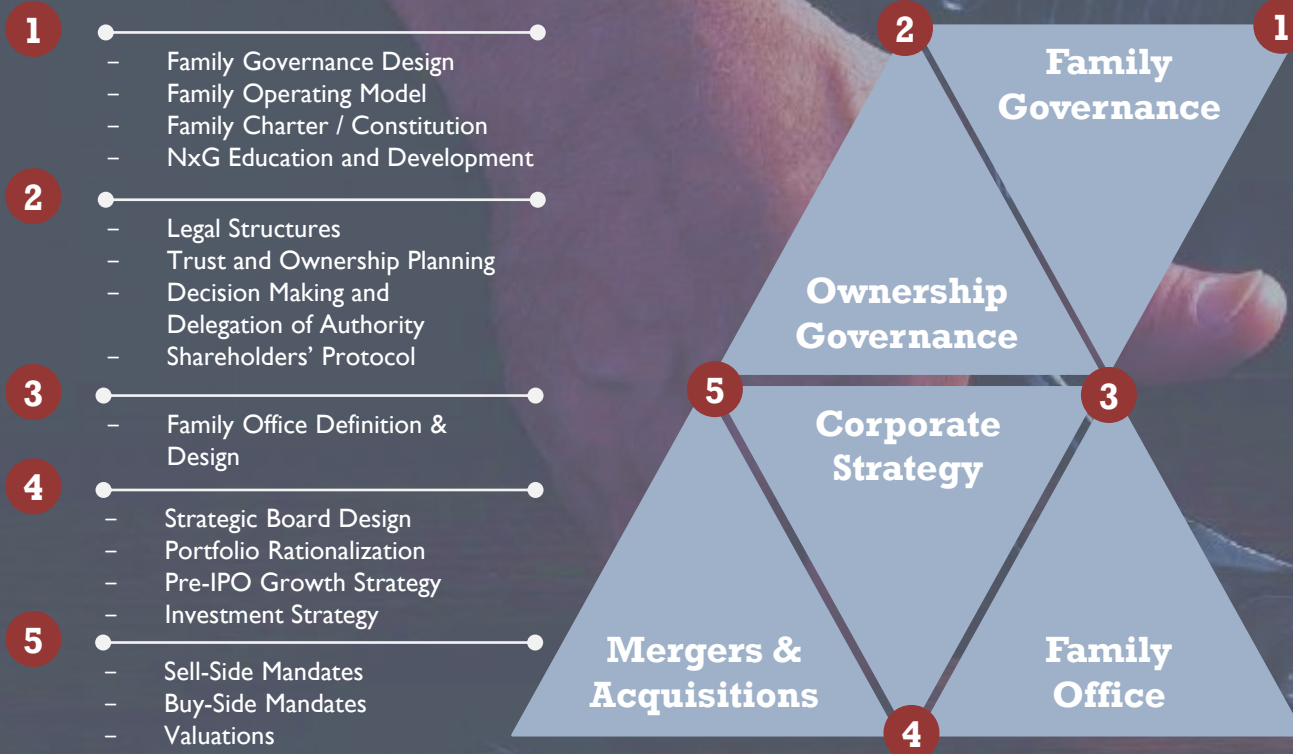 1
– Family Governance Design
– Family Operating Model
– Family Charter / Constitution
– NxG Education and Development
2
– Legal Structures
– Trust and Ownership Planning
– Decision Making and
Delegation of Authority
– Shareholders’ Protocol
3
– Family Office Definition &
Design
4
– Strategic Board Design
– Portfolio Rationalization
– Pre-IPO Growth Strategy
– Investment Strategy
5
– Sell-Side Mandates
– Buy-Side Mandates
– Valuations
2
1
Family
Governance
Ownership
Governance
5
3
Corporate
Strategy
Mergers &
Acquisitions
Family
Office
4